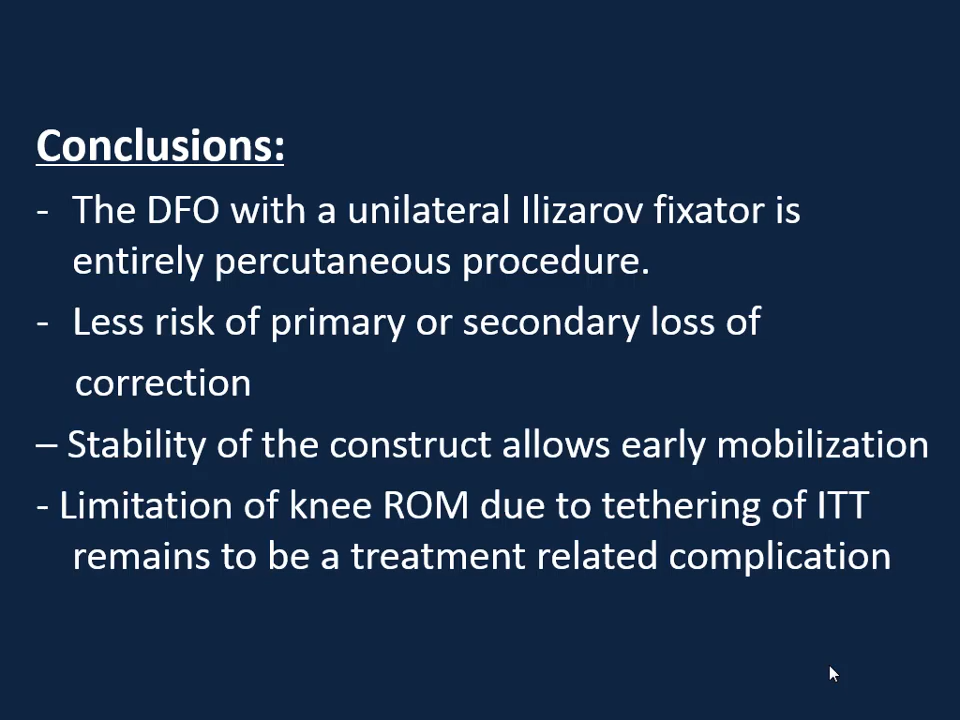 Conclusions:
- The DFO with a unilateral Ilizarov fixator is
entirely percutaneous procedure.
- Less risk of primary or secondary loss of
correction
– Stability of the construct allows early mobilization
- Limitation of knee ROM due to tethering of ITT
remains to be a treatment related complication